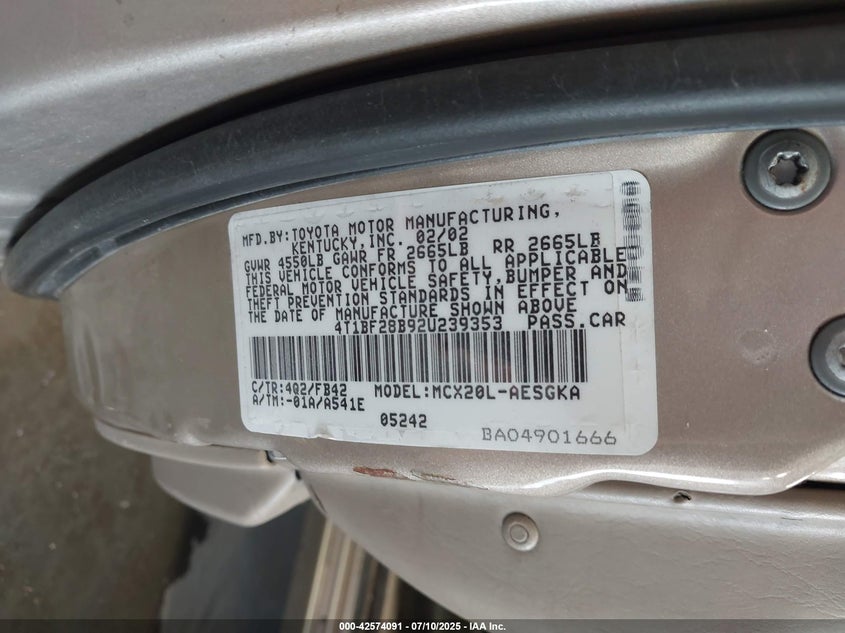 MFD.BY:TOYOTA MOTOR MANUFACTURING,
KENTUCKY,INC. 02/02
GVWR 4550LB GAWR FR 2665LB RR 2665LB
THIS VEHICLE CONFORMS TO ALL APPLICABLE
FEDERAL MOTOR VEHICLE SAFETY,BUMPER AND
THEFT PREVENTION STANDARDS IN EFFECT ON
THE DATE OF MANUFACTURE SHOWN ABOVE
4T1BF28B92U239353 PASS.CAR
C/TR:4Q2/FB42 MODEL:MCX20L-AESGKA
A/TM:-01A/A541E
05242
BA04901666
000-42574091 - 07/10/2025 - IAA Inc.